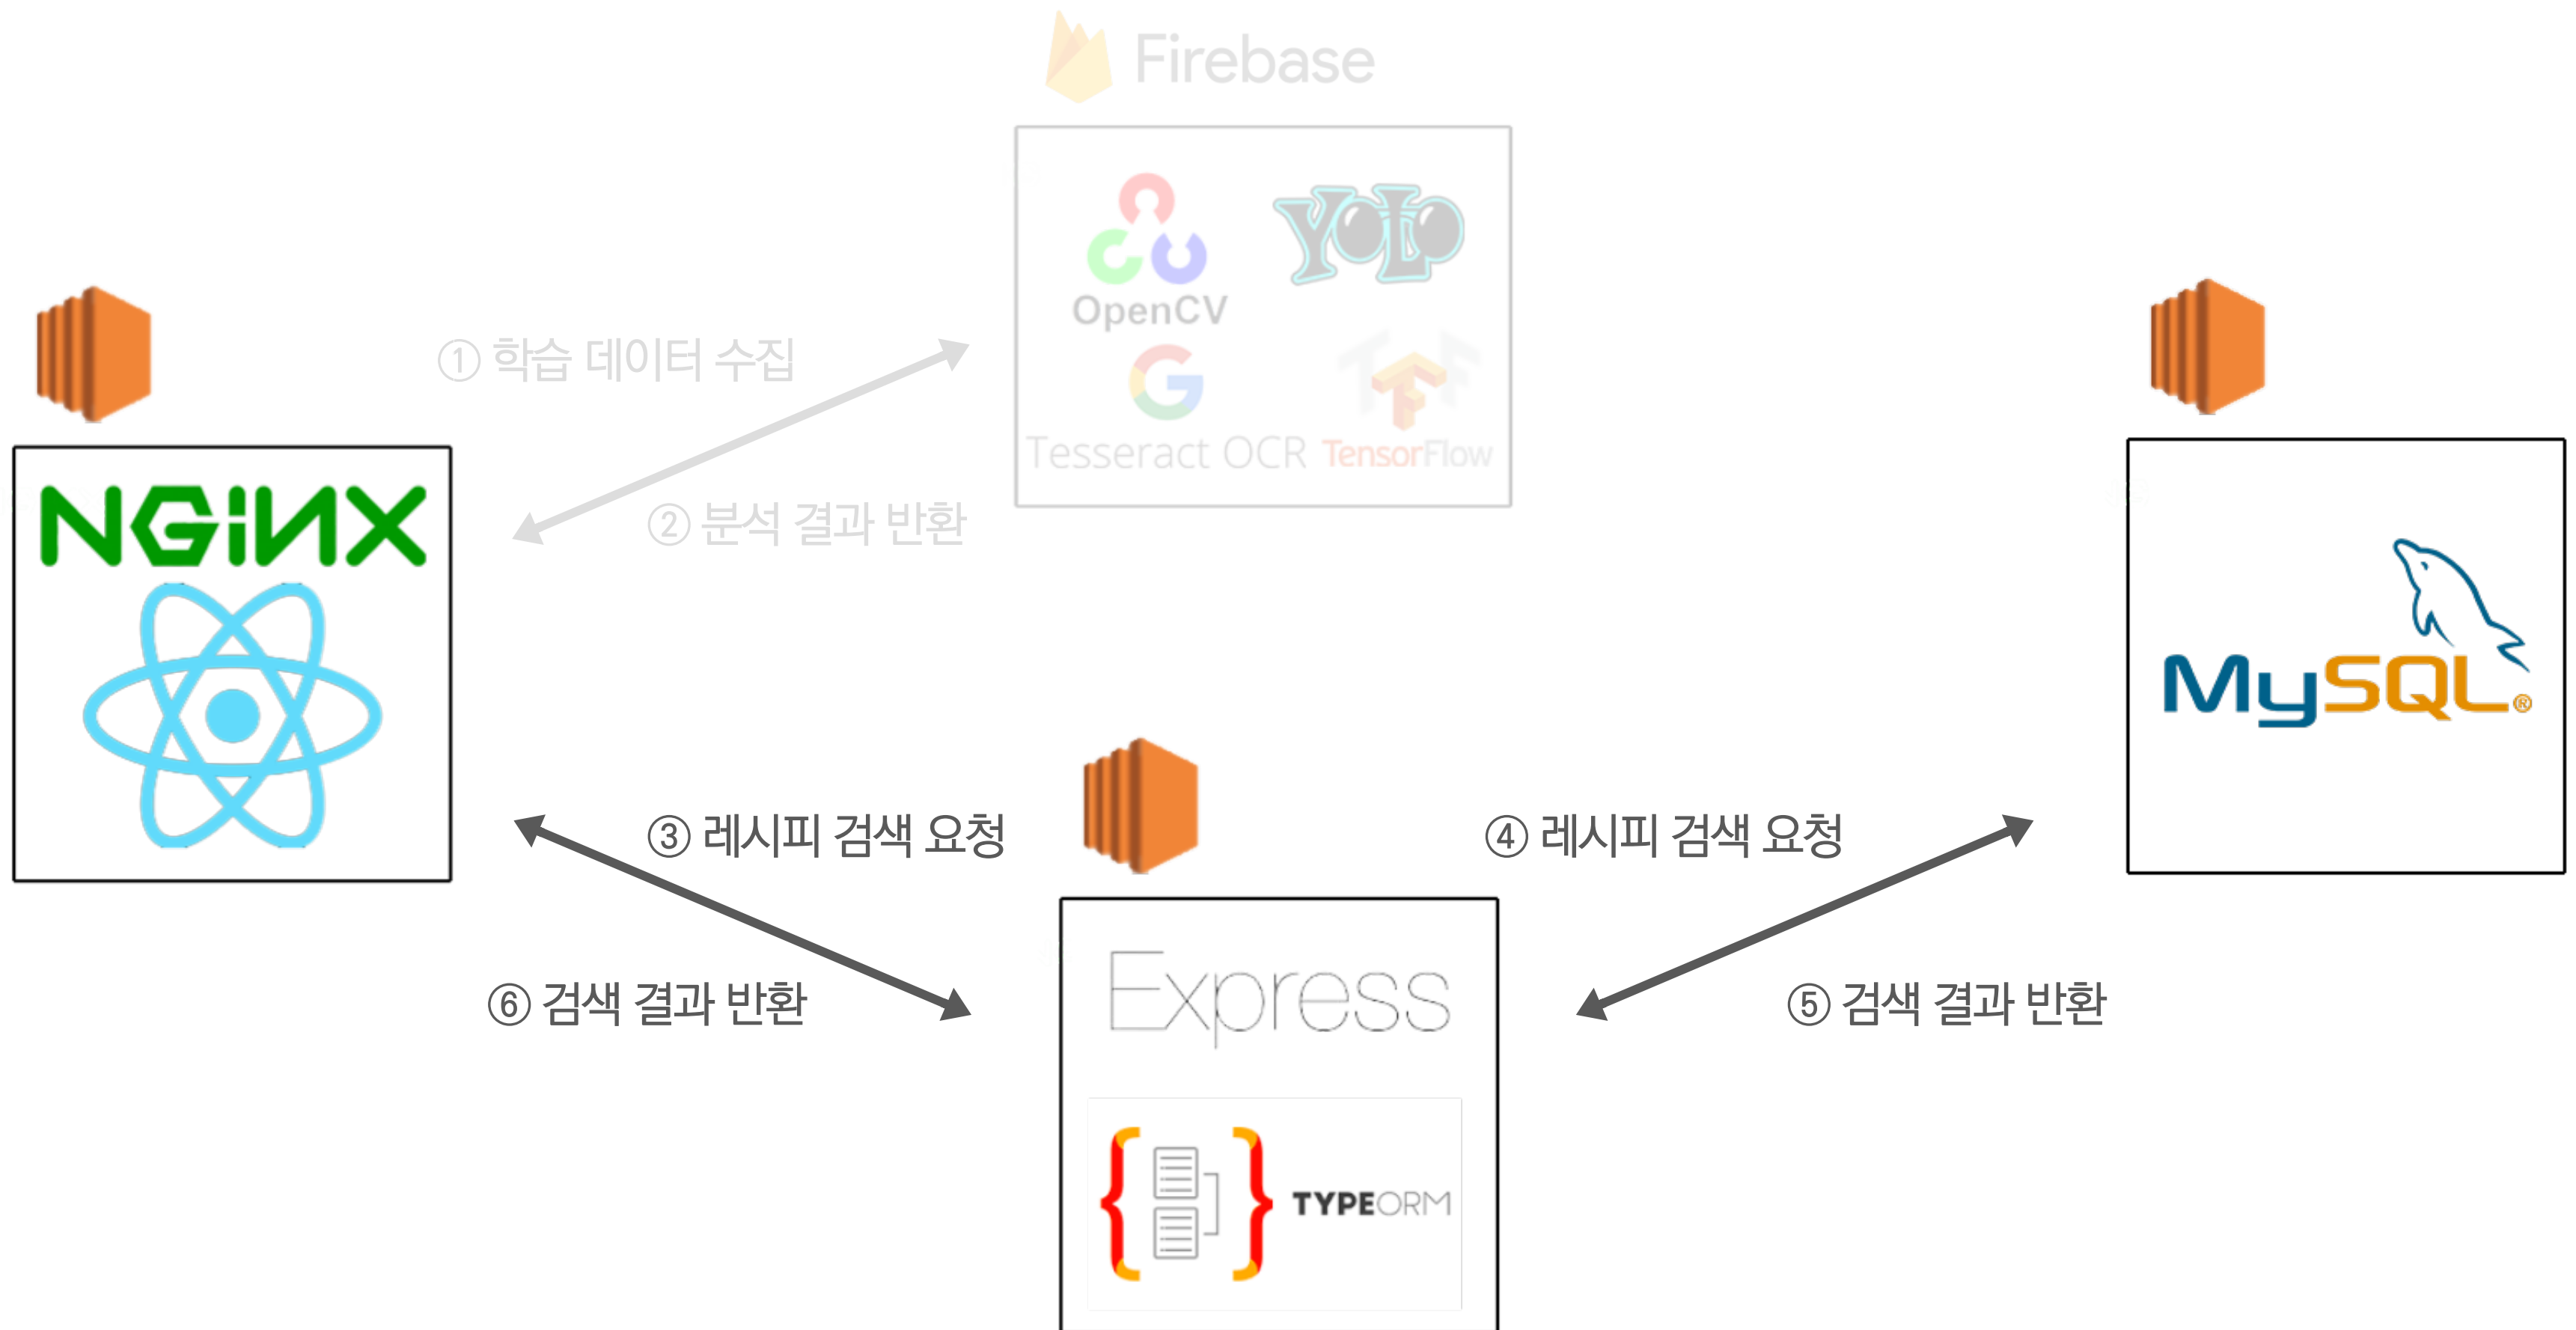 Firebase
OpenCV
YOLO
Tesseract OCR
TensorFlow
① 학습 데이터 수집
② 분석 결과 반환
NGiNX
MySQL®
③ 레시피 검색 요청
④ 레시피 검색 요청
⑥ 검색 결과 반환
⑤ 검색 결과 반환
Express
TYPEORM